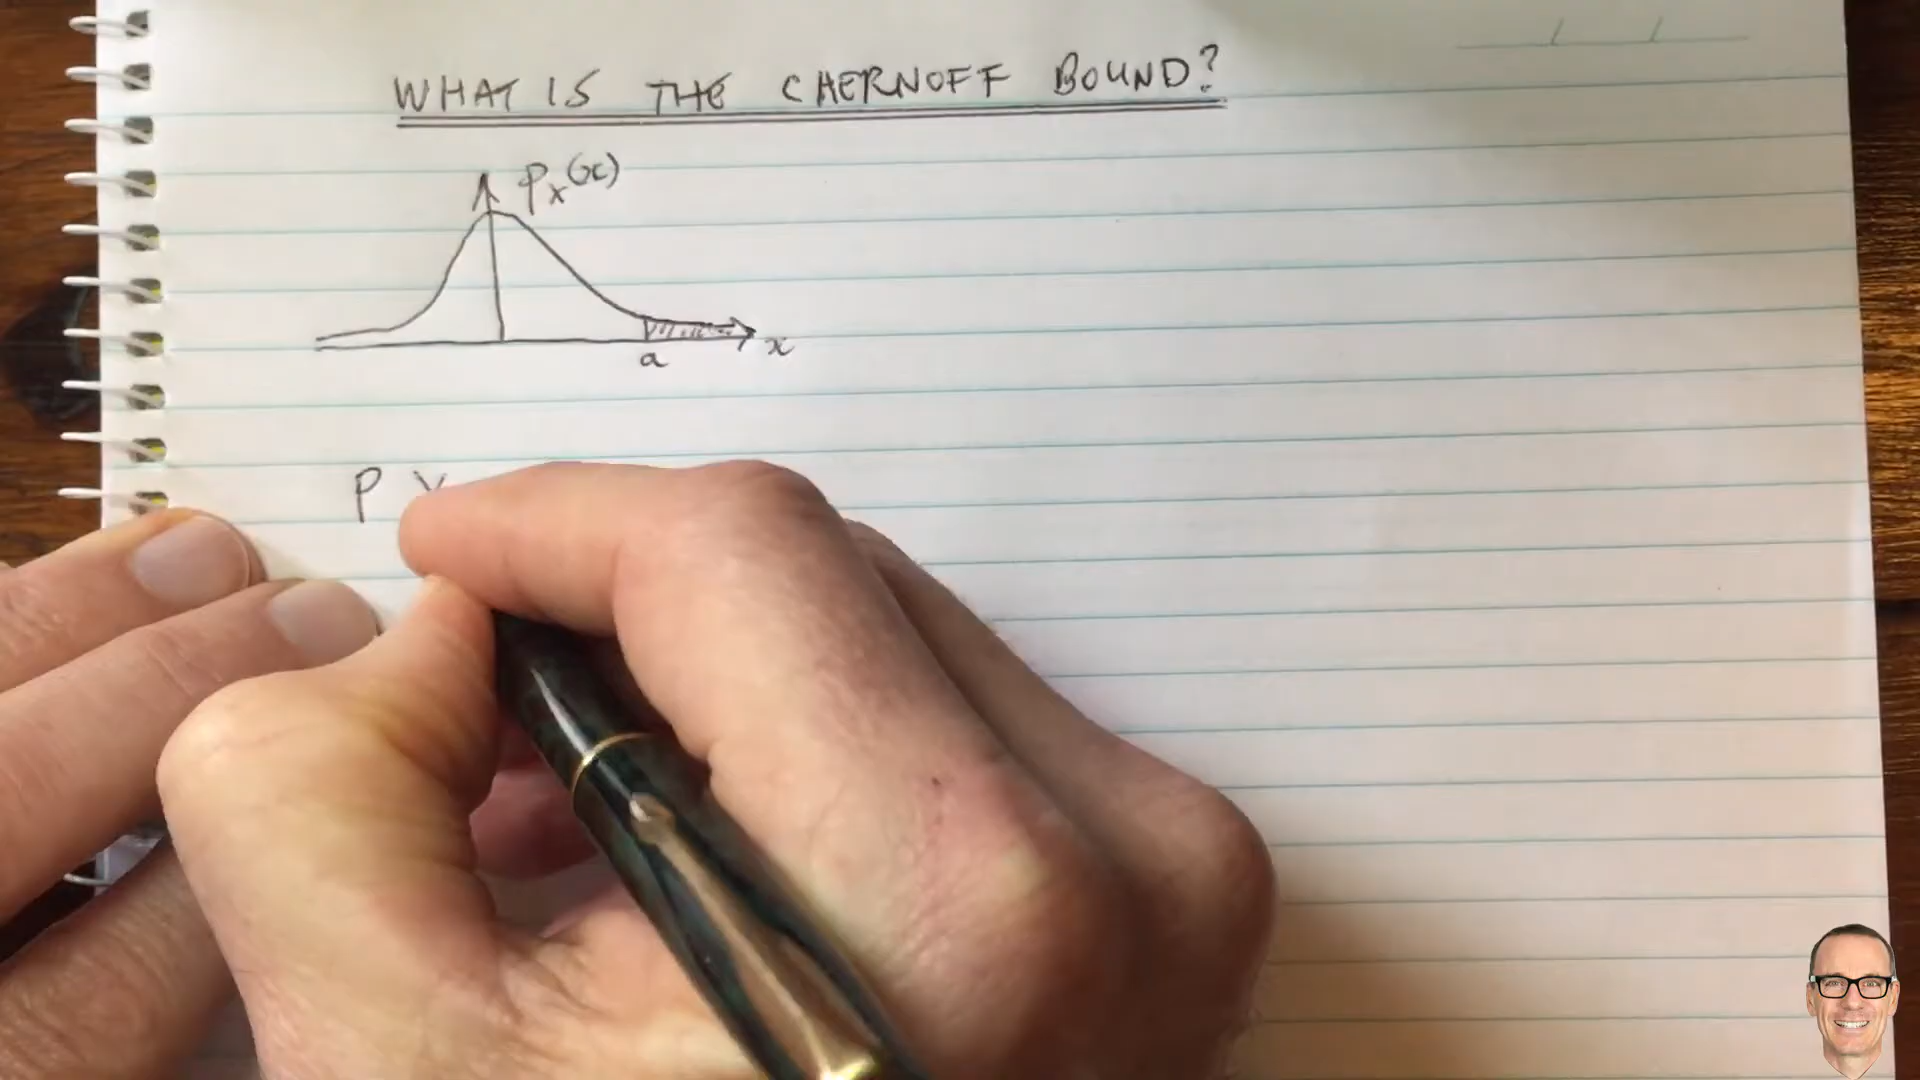 WHAT IS THE CHERNOFF BOUND?
pₓ(x)
a
x
P X